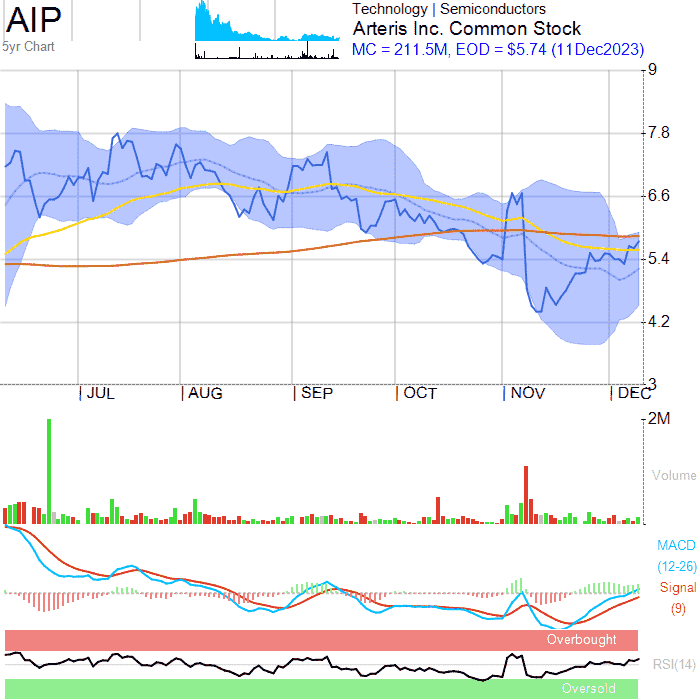 AIP
5yr Chart
Technology | Semiconductors
Arteris Inc. Common Stock
MC = 211.5M, EOD = $5.74 (11Dec2023)
9
7.8
6.6
5.4
4.2
3
JUL AUG SEP OCT NOV DEC
2M
Volume
MACD
(12-26)
Signal
(9)
Overbought
RSI(14)
Oversold